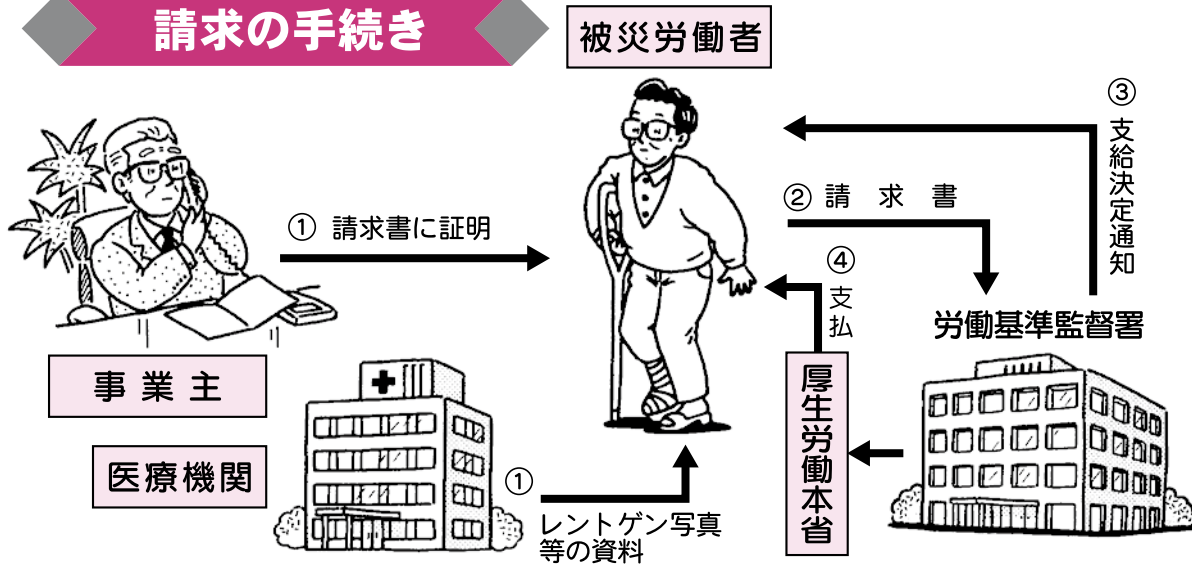 請求の手続き
被災労働者
① 請求書に証明
事業主
医療機関
①
レントゲン写真
等の資料
② 請求書
③ 支給決定通知
労働基準監督署
厚生労働本省
④ 支払